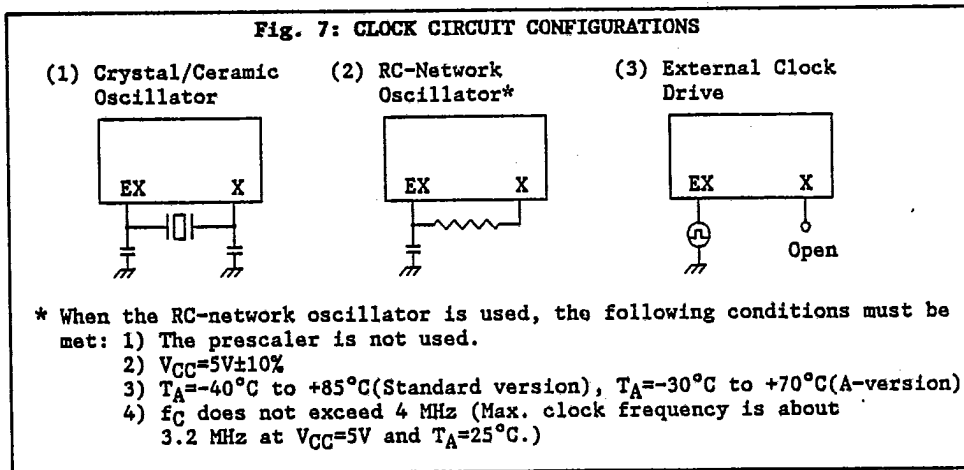 Fig. 7: CLOCK CIRCUIT CONFIGURATIONS
(1) Crystal/Ceramic Oscillator
(2) RC-Network Oscillator*
(3) External Clock Drive
EX X
EX X
EX X
Open
* When the RC-network oscillator is used, the following conditions must be
met: 1) The prescaler is not used.
2) VCC=5V±10%
3) TA=-40°C to +85°C(Standard version), TA=-30°C to +70°C(A-version)
4) fC does not exceed 4 MHz (Max. clock frequency is about
3.2 MHz at VCC=5V and TA=25°C.)